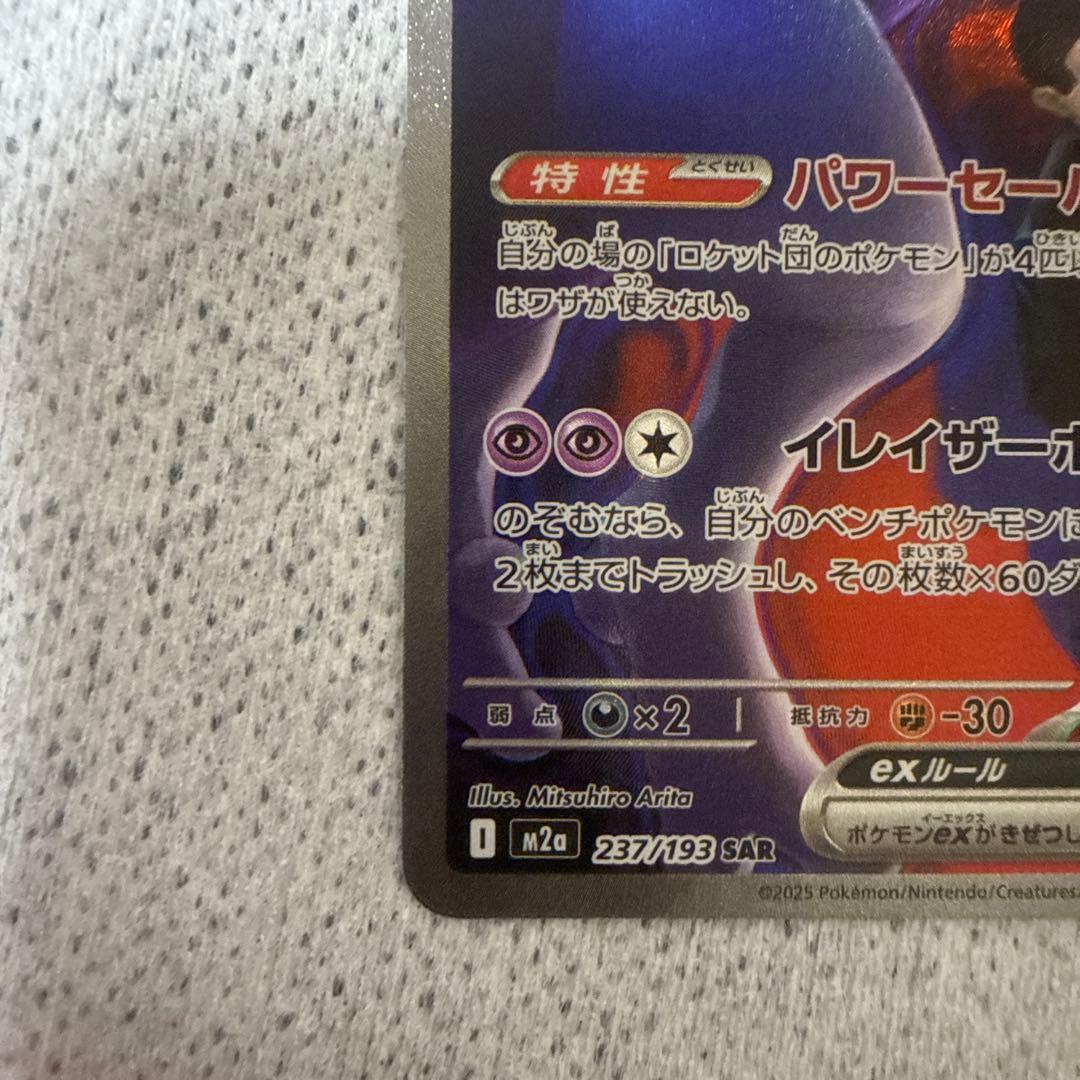 特性 とくせい パワーセール
じぶん ば だん ひきい
自分の場の「ロケット団のポケモン」が4匹以
つか
はワザが使えない。
イレイザーボ
じぶん
のぞむなら、自分のベンチポケモンに
まい まいすう
2枚までトラッシュし、その枚数×60ダ
弱点 ×2 抵抗力 -30
exルール
イーエックス
ポケモンexがきぜつし
Illus. Mitsuhiro Arita
I m2a 237/193 SAR
©2025 Pokémon/Nintendo/Creatures